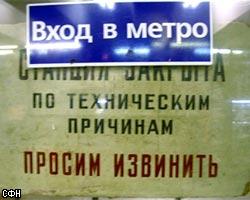 Вход в метро
СТАНЦИЯ ЗАКРЫТА
ПО ТЕХНИЧЕСКИМ
ПРИЧИНАМ
ПРОСИМ ИЗВИНИТЬ
СФН